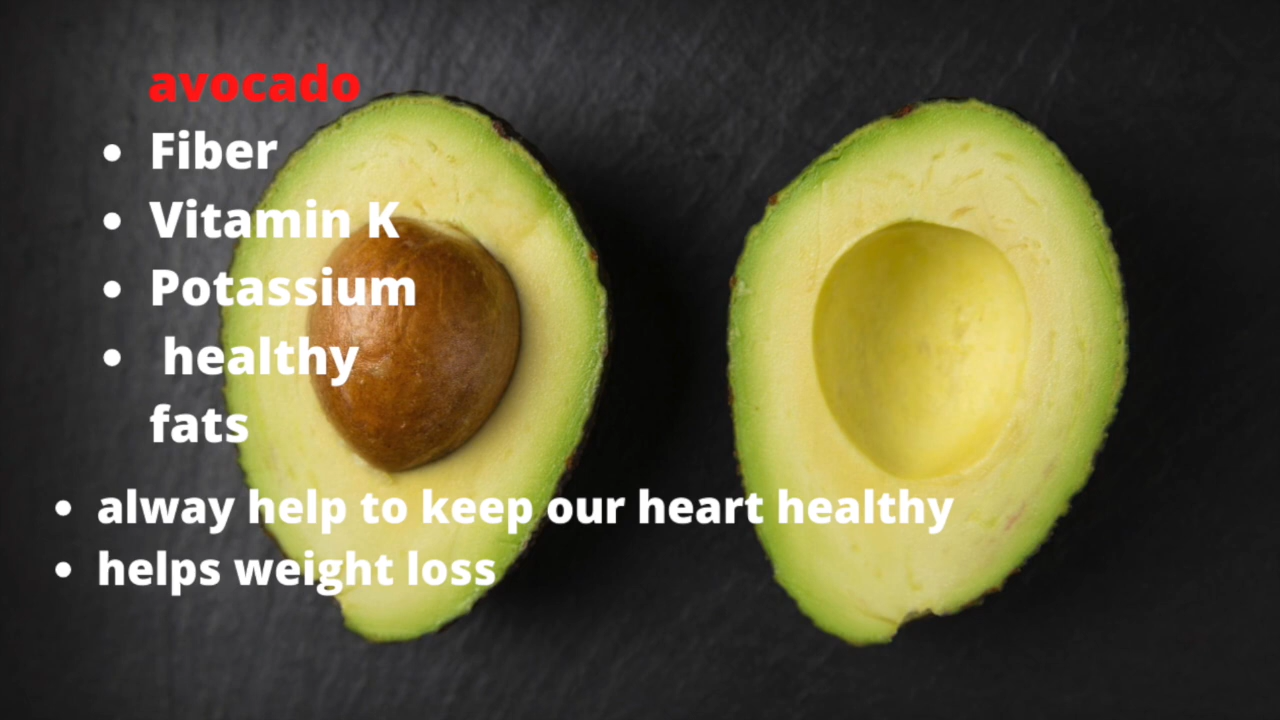 avocado
• Fiber
• Vitamin K
• Potassium
• healthy
fats
• alway help to keep our heart healthy
• helps weight loss